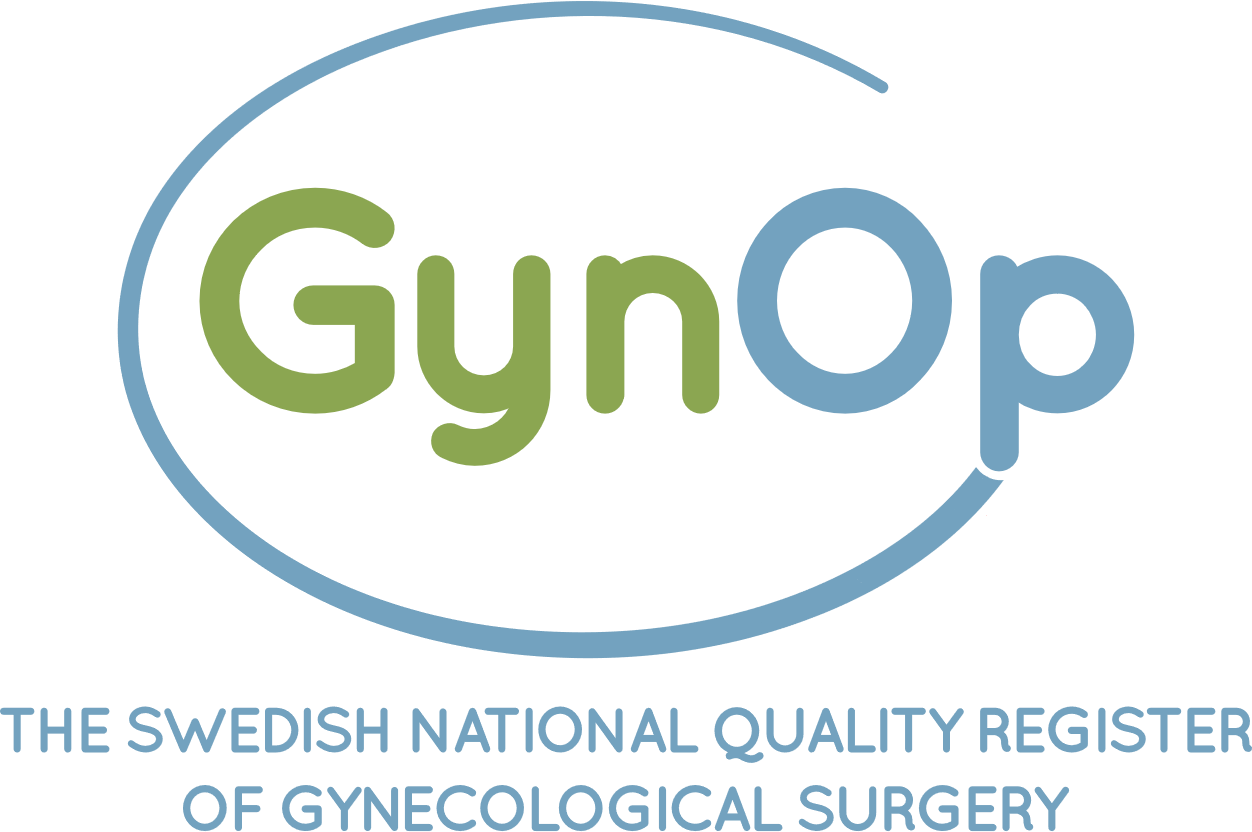 GynOp
THE SWEDISH NATIONAL QUALITY REGISTER
OF GYNECOLOGICAL SURGERY